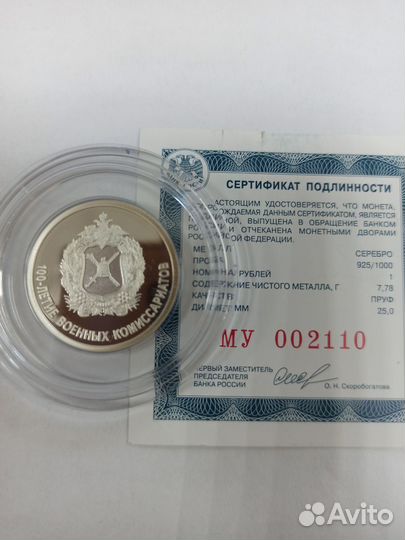 100-ЛЕТИЕ ВОЕННЫХ КОМИССАРИАТОВ
СЕРТИФИКАТ ПОДЛИННОСТИ
НАСТОЯЩИМ УДОСТОВЕРЯЕТСЯ, ЧТО МОНЕТА,
ОЖДАЕМАЯ ДАННЫМ СЕРТИФИКАТОМ, ЯВЛЯЕТСЯ
ННОЙ, ВЫПУЩЕНА В ОБРАЩЕНИЕ БАНКОМ
РОССИИ И ОТЧЕКАНЕНА МОНЕТНЫМИ ДВОРАМИ
РОССИЙСКОЙ ФЕДЕРАЦИИ.
МЕТАЛЛ СЕРЕБРО
ПРОБА 925/1000
НОМИНАЛ, РУБЛЕЙ 1
СОДЕРЖАНИЕ ЧИСТОГО МЕТАЛЛА, Г 7,78
КАЧЕСТВО ПРУФ
ДИАМЕТР, ММ 25,0
МУ 002110
ПЕРВЫЙ ЗАМЕСТИТЕЛЬ
ПРЕДСЕДАТЕЛЯ
БАНКА РОССИИ
О. Н. Скоробогатова
Avito